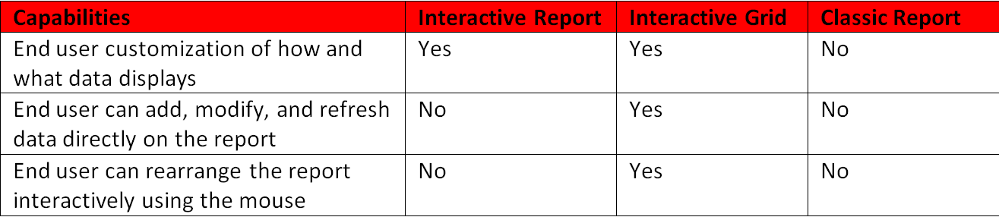 Capabilities Interactive Report Interactive Grid Classic Report
End user customization of how and Yes Yes No
what data displays
End user can add, modify, and refresh No Yes No
data directly on the report
End user can rearrange the report No Yes No
interactively using the mouse